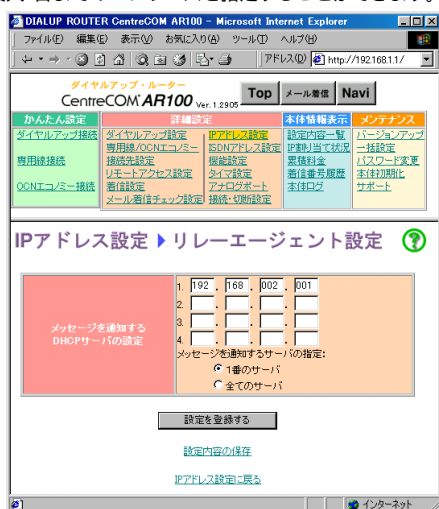 DIALUP ROUTER CentreCOM AR100 - Microsoft Internet Explorer
ファイル(F) 編集(E) 表示(V) お気に入り(A) ツール(T) ヘルプ(H)
アドレス(D) http://192.168.1.1/
ダイヤルアップ・ルーター
CentreCOM AR100 Ver. 1.2905 Top メール着信 Navi
かんたん設定 詳細設定 本体情報表示 メンテナンス
ダイヤルアップ接続 ダイヤルアップ設定 IPアドレス設定 設定内容一覧 バージョンアップ
専用線/OCNエコノミー ISDNアドレス設定 IP割り当て状況 一括設定
専用線接続 接続先設定 機能設定 累積料金 パスワード変更
リモートアクセス設定 タイマ設定 着信番号履歴 本体初期化
OCNエコノミー接続 着信設定 アナログポート 本体ログ サポート
メール着信チェック設定 接続・切断設定
IPアドレス設定 リレーエージェント設定 ?
メッセージを通知する
DHCPサーバの設定
1. 192 . 168 . 002 . 001
2. . . .
3. . . .
4. . . .
メッセージを通知するサーバの指定:
1番のサーバ
全てのサーバ
設定を登録する
設定内容の保存
IPアドレス設定に戻る
インターネット